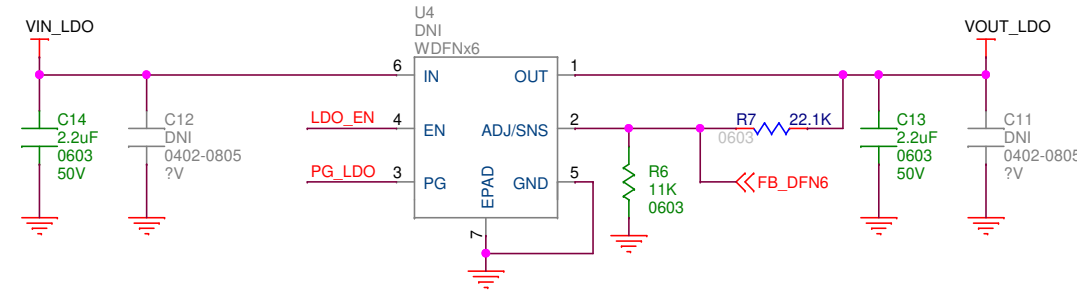 U4
DNI
WDFNx6
VIN_LDO
VOUT_LDO
6 IN OUT 1
C14
2.2uF
0603
50V
C12
DNI
0402-0805
?V
LDO_EN 4 EN ADJ/SNS 2
R7 22.1K
0603
C13
2.2uF
0603
50V
C11
DNI
0402-0805
?V
PG_LDO 3 PG GND 5
EPAD
7
R6
11K
0603
FB_DFN6